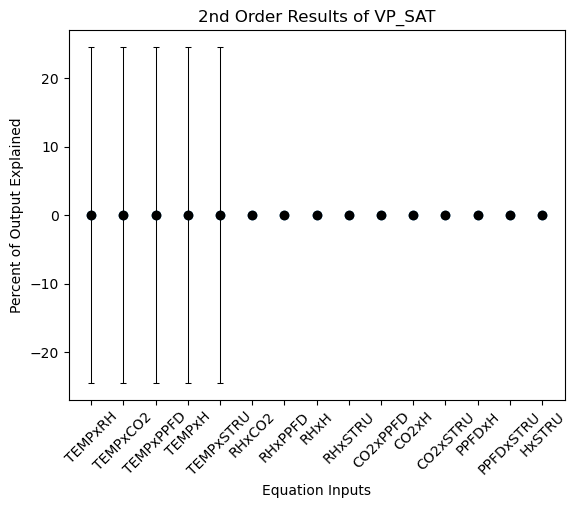 2nd Order Results of VP_SAT
Percent of Output Explained
20
10
0
−10
−20
TEMPxRH
TEMPxCO2
TEMPxPPFD
TEMPxH
TEMPxSTRU
RHxCO2
RHxPPFD
RHxH
RHxSTRU
CO2xPPFD
CO2xH
CO2xSTRU
PPFDxH
PPFDxSTRU
HxSTRU
Equation Inputs